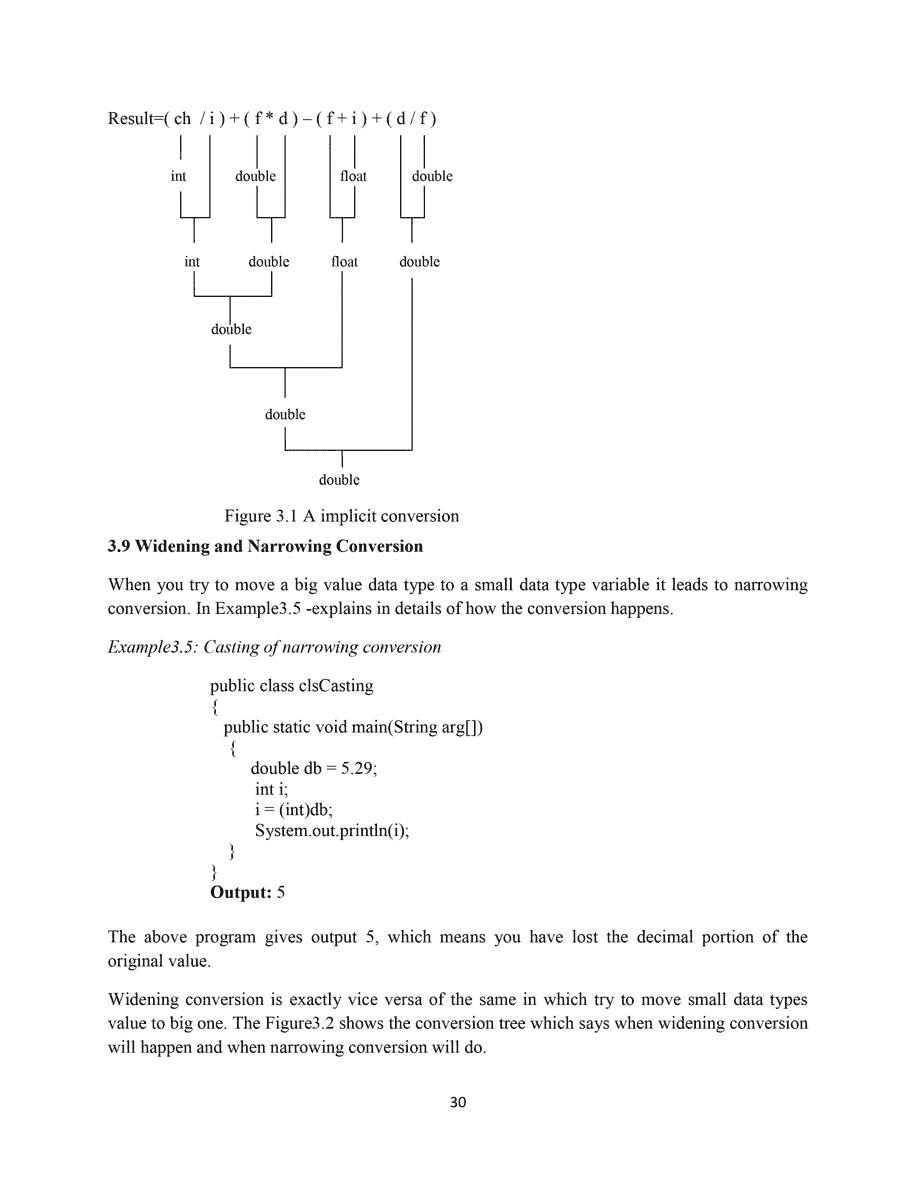 Result=( ch / i ) + ( f * d ) – ( f + i ) + ( d / f )
int double float double
int double float double
double
double
double
Figure 3.1 A implicit conversion
3.9 Widening and Narrowing Conversion
When you try to move a big value data type to a small data type variable it leads to narrowing
conversion. In Example3.5 -explains in details of how the conversion happens.
Example3.5: Casting of narrowing conversion
public class clsCasting
{
public static void main(String arg[])
{
double db = 5.29;
int i;
i = (int)db;
System.out.println(i);
}
}
Output: 5
The above program gives output 5, which means you have lost the decimal portion of the
original value.
Widening conversion is exactly vice versa of the same in which try to move small data types
value to big one. The Figure3.2 shows the conversion tree which says when widening conversion
will happen and when narrowing conversion will do.
30